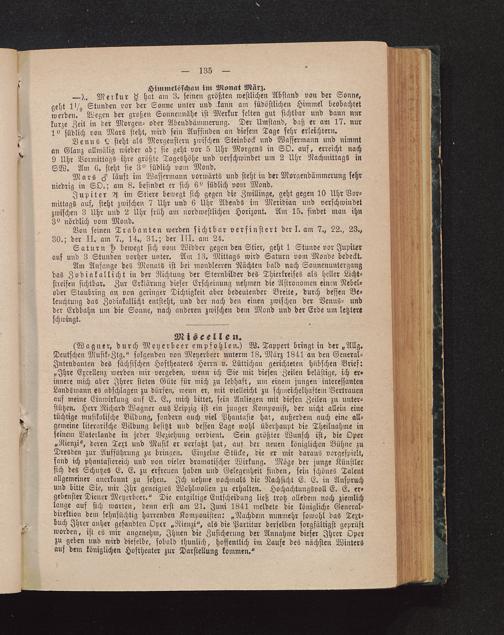 — 135 —
Himmelsschau im Monat März.
—λ. Merkur ☿ hat am 3. seinen größten westlichen Abstand von der Sonne,
geht 1½ Stunden vor der Sonne unter und kann am südöstlichen Himmel beobachtet
werden. Wegen der großen Sonnennähe ist Merkur selten gut sichtbar und dann nur
kurze Zeit in der Morgen- oder Abenddämmerung. Der Umstand, daß er am 17. nur
1° südlich von Mars steht, wird sein Auffinden an diesem Tage sehr erleichtern.
Venus ♀ steht als Morgenstern zwischen Steinbock und Wassermann und nimmt
an Glanz allmälig wieder ab; sie geht vor 5 Uhr Morgens in SO. auf, erreicht nach
9 Uhr Vormittags ihre größte Tageshöhe und verschwindet um 2 Uhr Nachmittags in
SW. Am 6. steht sie 3° südlich vom Mond.
Mars ♂ läuft im Wassermann vorwärts und steht in der Morgendämmerung sehr
niedrig in SO.; am 8. befindet er sich 6° südlich vom Mond.
Jupiter ♃ im Stiere bewegt sich gegen die Zwillinge, geht gegen 10 Uhr Vor-
mittags auf, steht zwischen 7 und 6 Uhr Abends im Meridian und verschwindet
zwischen 3 Uhr und 2 Uhr früh am nordwestlichen Horizont. Am 15. findet man ihn
3° nördlich vom Mond.
Von seinen Trabanten werden sichtbar verfinstert der I. am 7., 22., 23.,
30.; der II. am 7., 14., 31.; der III. am 24.
Saturn ♄ bewegt sich vom Widder gegen den Stier, geht 1 Stunde vor Jupiter
auf und 3 Stunden vorher unter. Am 13. Mittags wird Saturn vom Monde bedeckt.
Am Anfange des Monats ist bei mondleeren Nächten bald nach Sonnenuntergang
das Zodiakallicht in der Richtung der Sternbilder des Thierkreises als heller Licht-
streifen sichtbar. Zur Erklärung dieser Erscheinung nehmen die Astronomen einen Nebel-
oder Staubring an von geringer Dichtigkeit aber bedeutender Breite, durch dessen Be-
leuchtung das Zodiakallicht entsteht, und der nach den einen zwischen der Venus- und
der Erdbahn um die Sonne, nach anderen zwischen dem Mond und der Erde um letztere
schwingt.
Miscellen.
(Wagner, durch Meyerbeer empfohlen.) W. Tappert bringt in der „Allg.
Deutschen Musik-Ztg.“ folgenden von Meyerbeer unterm 18. März 1841 an den General-
Intendanten des sächsischen Hoftheaters Herrn v. Lüttichau gerichteten hübschen Brief:
„Ihre Exzellenz werden mir vergeben, wenn ich Sie mit diesen Zeilen belästige, ich er-
innere mich aber Ihrer steten Güte für mich zu lebhaft, um einem jungen interessanten
Landsmann es abschlagen zu dürfen, wenn er, mit vielleicht zu schmeichelhaftem Vertrauen
auf meine Einwirkung auf E. E., mich bittet, sein Anliegen mit diesen Zeilen zu unter-
stützen. Herr Richard Wagner aus Leipzig ist ein junger Komponist, der nicht allein eine
tüchtige musikalische Bildung, sondern auch viel Phantasie hat, außerdem auch eine all-
gemeine literarische Bildung besitzt und dessen Lage wohl überhaupt die Theilnahme in
seinem Vaterlande in jeder Beziehung verdient. Sein größter Wunsch ist, die Oper
„Rienzi“, deren Text und Musik er verfaßt hat, auf der neuen königlichen Bühne zu
Dresden zur Aufführung zu bringen. Einzelne Stücke, die er mir daraus vorgespielt,
fand ich phantasiereich und von vieler dramatischer Wirkung. Möge der junge Künstler
sich des Schutzes E. E. zu erfreuen haben und Gelegenheit finden, sein schönes Talent
allgemeiner anerkannt zu sehen. Ich nehme nochmals die Nachsicht E. E. in Anspruch
und bitte Sie, mir Ihr geneigtes Wohlwollen zu erhalten. Hochachtungsvoll E. E. er-
gebenster Diener Meyerbeer.“ Die entgiltige Entscheidung ließ trotz alledem noch ziemlich
lange auf sich warten, denn erst am 21. Juni 1841 meldete die königliche General-
direktion dem sehnsüchtig harrenden Komponisten: „Nachdem nunmehr sowohl das Text-
buch Ihrer anher gesandten Oper „Rienzi“, als die Partitur derselben sorgfältigst geprüft
worden, ist es mir angenehm, Ihnen die Zusicherung der Annahme dieser Ihrer Oper
zu geben und wird dieselbe, sobald thunlich, hoffentlich im Laufe des nächsten Winters
auf dem königlichen Hoftheater zur Darstellung kommen.“